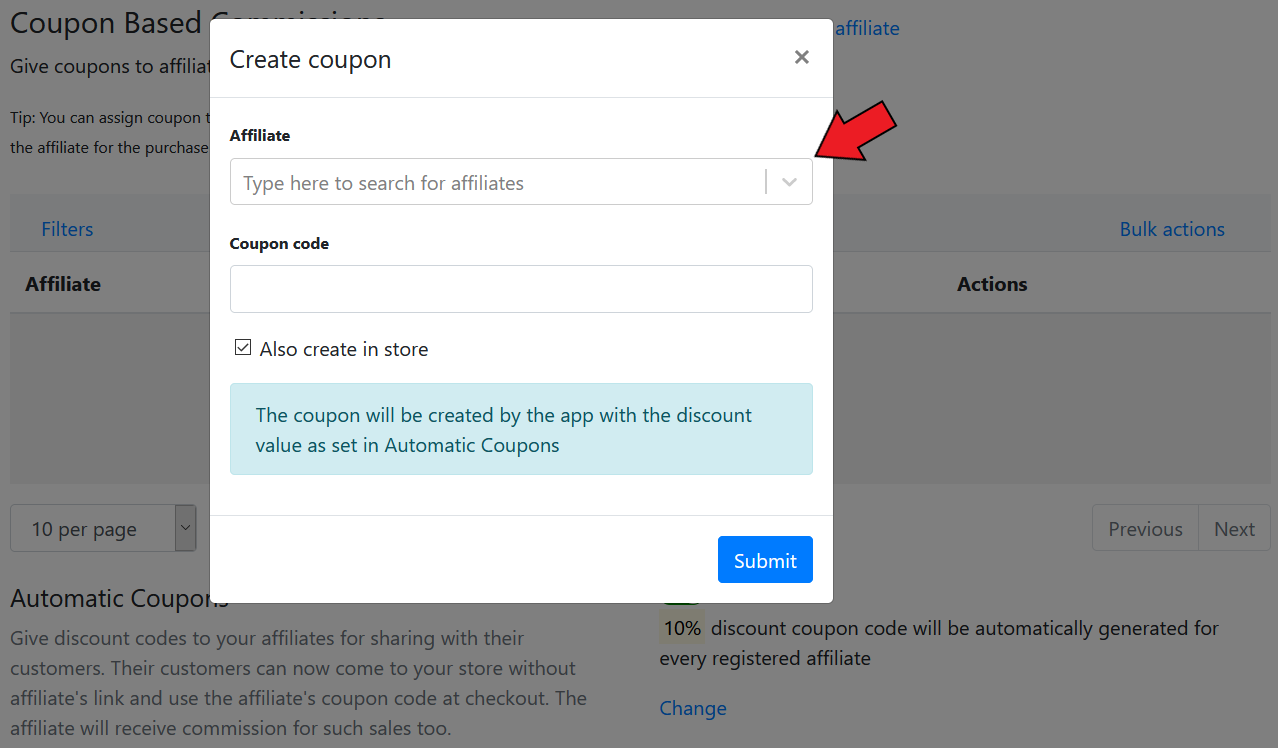 Coupon Based Commissions
affiliate
Give coupons to affiliat
Tip: You can assign coupon t
the affiliate for the purchase
Create coupon
×
Affiliate
Type here to search for affiliates
Coupon code
Also create in store
The coupon will be created by the app with the discount
value as set in Automatic Coupons
Submit
Filters
Bulk actions
Affiliate
Actions
10 per page
Previous
Next
Automatic Coupons
Give discount codes to your affiliates for sharing with their
customers. Their customers can now come to your store without
affiliate's link and use the affiliate's coupon code at checkout. The
affiliate will receive commission for such sales too.
10% discount coupon code will be automatically generated for
every registered affiliate
Change